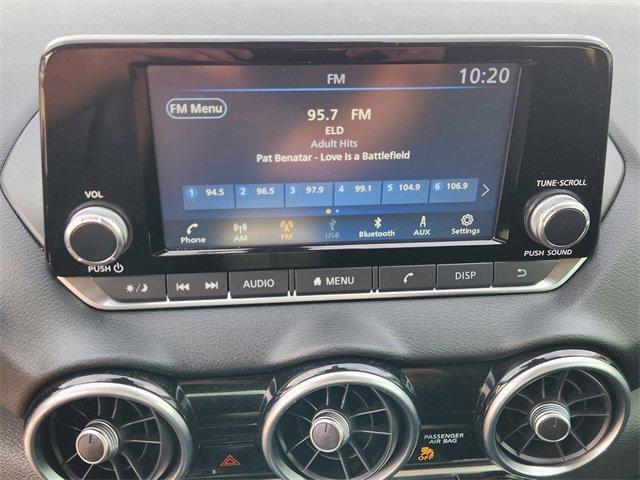 FM
10:20
FM Menu
95.7 FM
ELD
Adult Hits
Pat Benatar - Love Is a Battlefield
1 94.5 2 96.5 3 97.9 4 99.1 5 104.9 6 106.9
Phone AM FM USB Bluetooth AUX Settings
VOL
PUSH
TUNE·SCROLL
PUSH SOUND
AUDIO MENU DISP
PASSENGER
AIR BAG
OFF